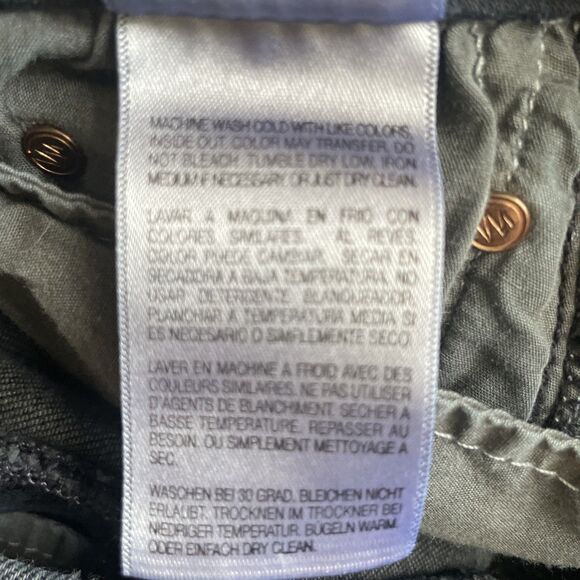 MACHINE WASH COLD WITH LIKE COLORS,
INSIDE OUT. COLOR MAY TRANSFER. DO
NOT BLEACH. TUMBLE DRY LOW. IRON
MEDIUM IF NECESSARY. OR JUST DRY CLEAN.
LAVAR A MAQUINA EN FRIO CON
COLORES SIMILARES. AL REVES.
COLOR PUEDE CAMBIAR. SECAR EN
SECADORA A BAJA TEMPERATURA. NO
USAR DETERGENTE BLANQUEADOR.
PLANCHAR A TEMPERATURA MEDIA SI
ES NECESARIO O SIMPLEMENTE SECO.
LAVER EN MACHINE A FROID AVEC DES
COULEURS SIMILAIRES. NE PAS UTILISER
D'AGENTS DE BLANCHIMENT. SECHER A
BASSE TEMPERATURE. REPASSER AU
BESOIN. OU SIMPLEMENT METTOYAGE A
SEC.
WASCHEN BEI 30 GRAD. BLEICHEN NICHT
ERLAUBT. TROCKNEN IM TROCKNER BEI
NIEDRIGER TEMPERATUR. BUGELN WARM.
ODER EINFACH DRY CLEAN.